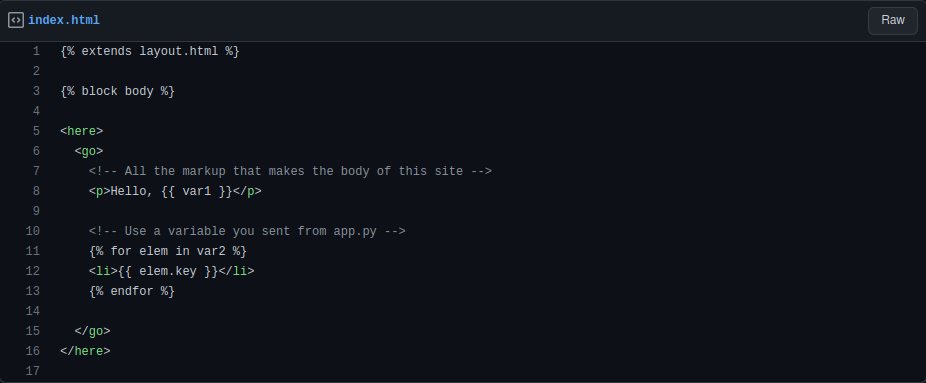 index.html
Raw
1 {% extends layout.html %}
2
3 {% block body %}
4
5 <here>
6   <go>
7     <!-- All the markup that makes the body of this site -->
8     <p>Hello, {{ var1 }}</p>
9
10     <!-- Use a variable you sent from app.py -->
11     {% for elem in var2 %}
12     <li>{{ elem.key }}</li>
13     {% endfor %}
14
15   </go>
16 </here>
17